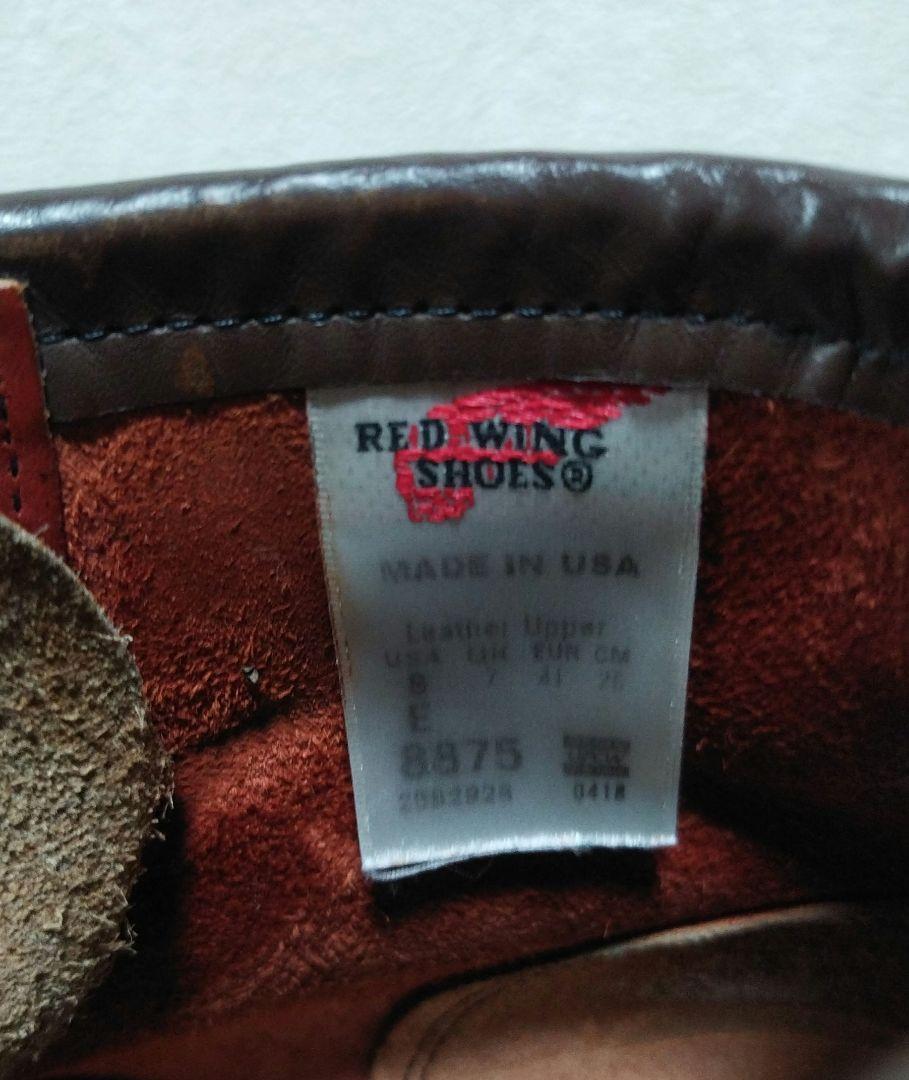 RED WING
SHOES®
MADE IN USA
Leather Upper
USA UK EUR CM
8 7 41 26
E
8875
0418